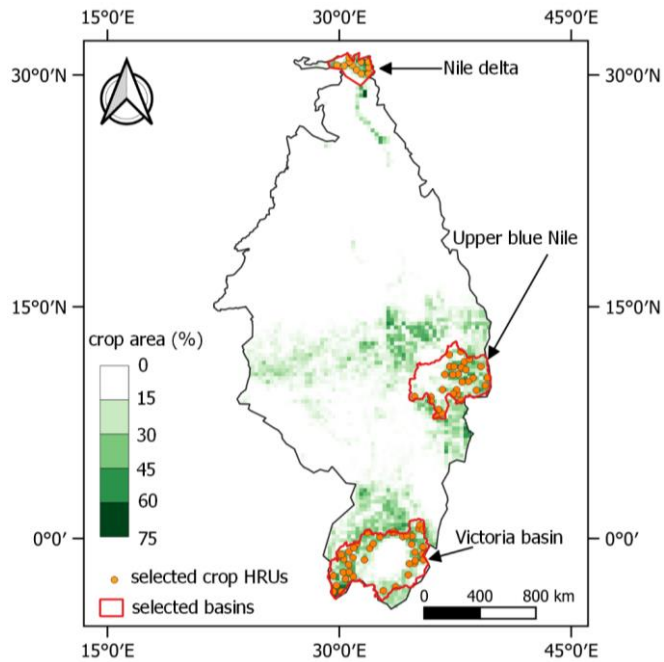 15°0'E 30°0'E 45°0'E
30°0'N 30°0'N
Nile delta
Upper blue Nile
15°0'N 15°0'N
crop area (%)
0
15
30
45
60
75
0°0' 0°0'
Victoria basin
selected crop HRUs
selected basins
0 400 800 km
15°0'E 30°0'E 45°0'E